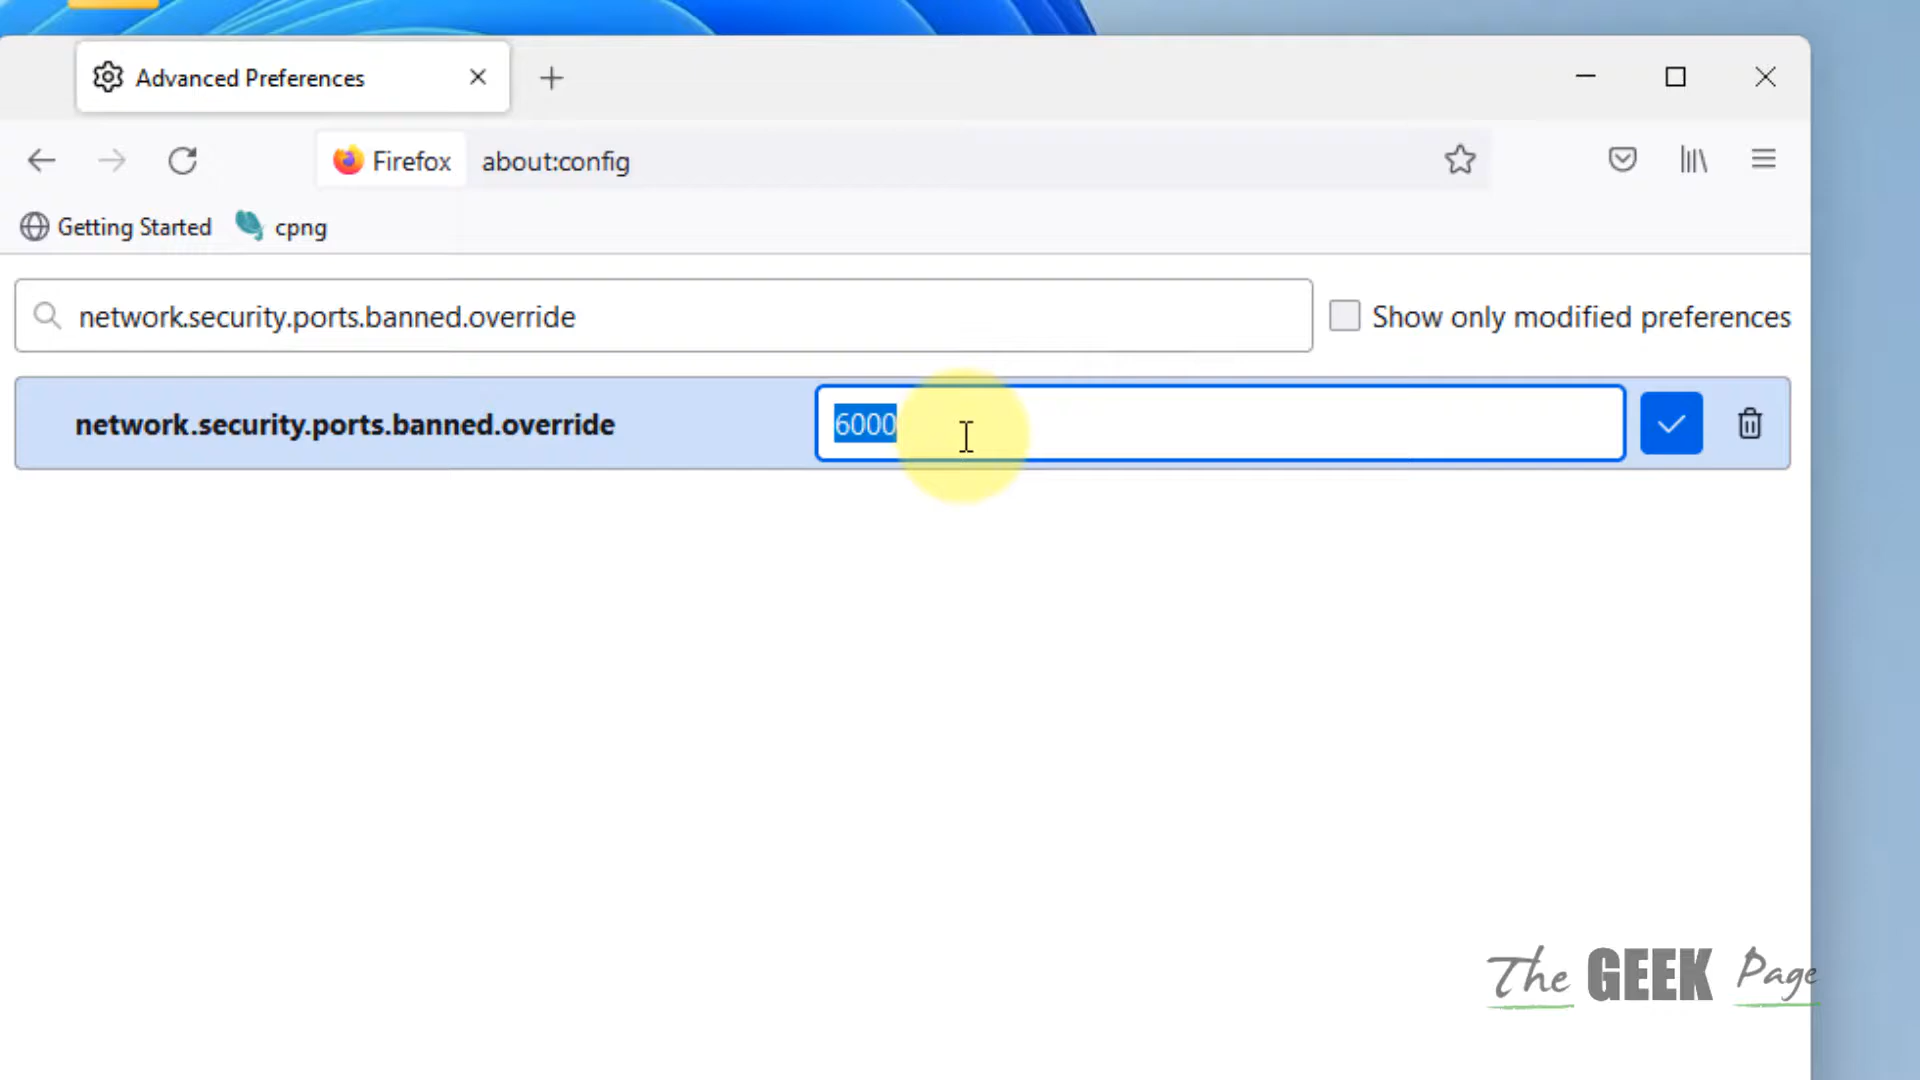 Advanced Preferences
Firefox about:config
Getting Started cpng
network.security.ports.banned.override Show only modified preferences
network.security.ports.banned.override 6000
The GEEK Page